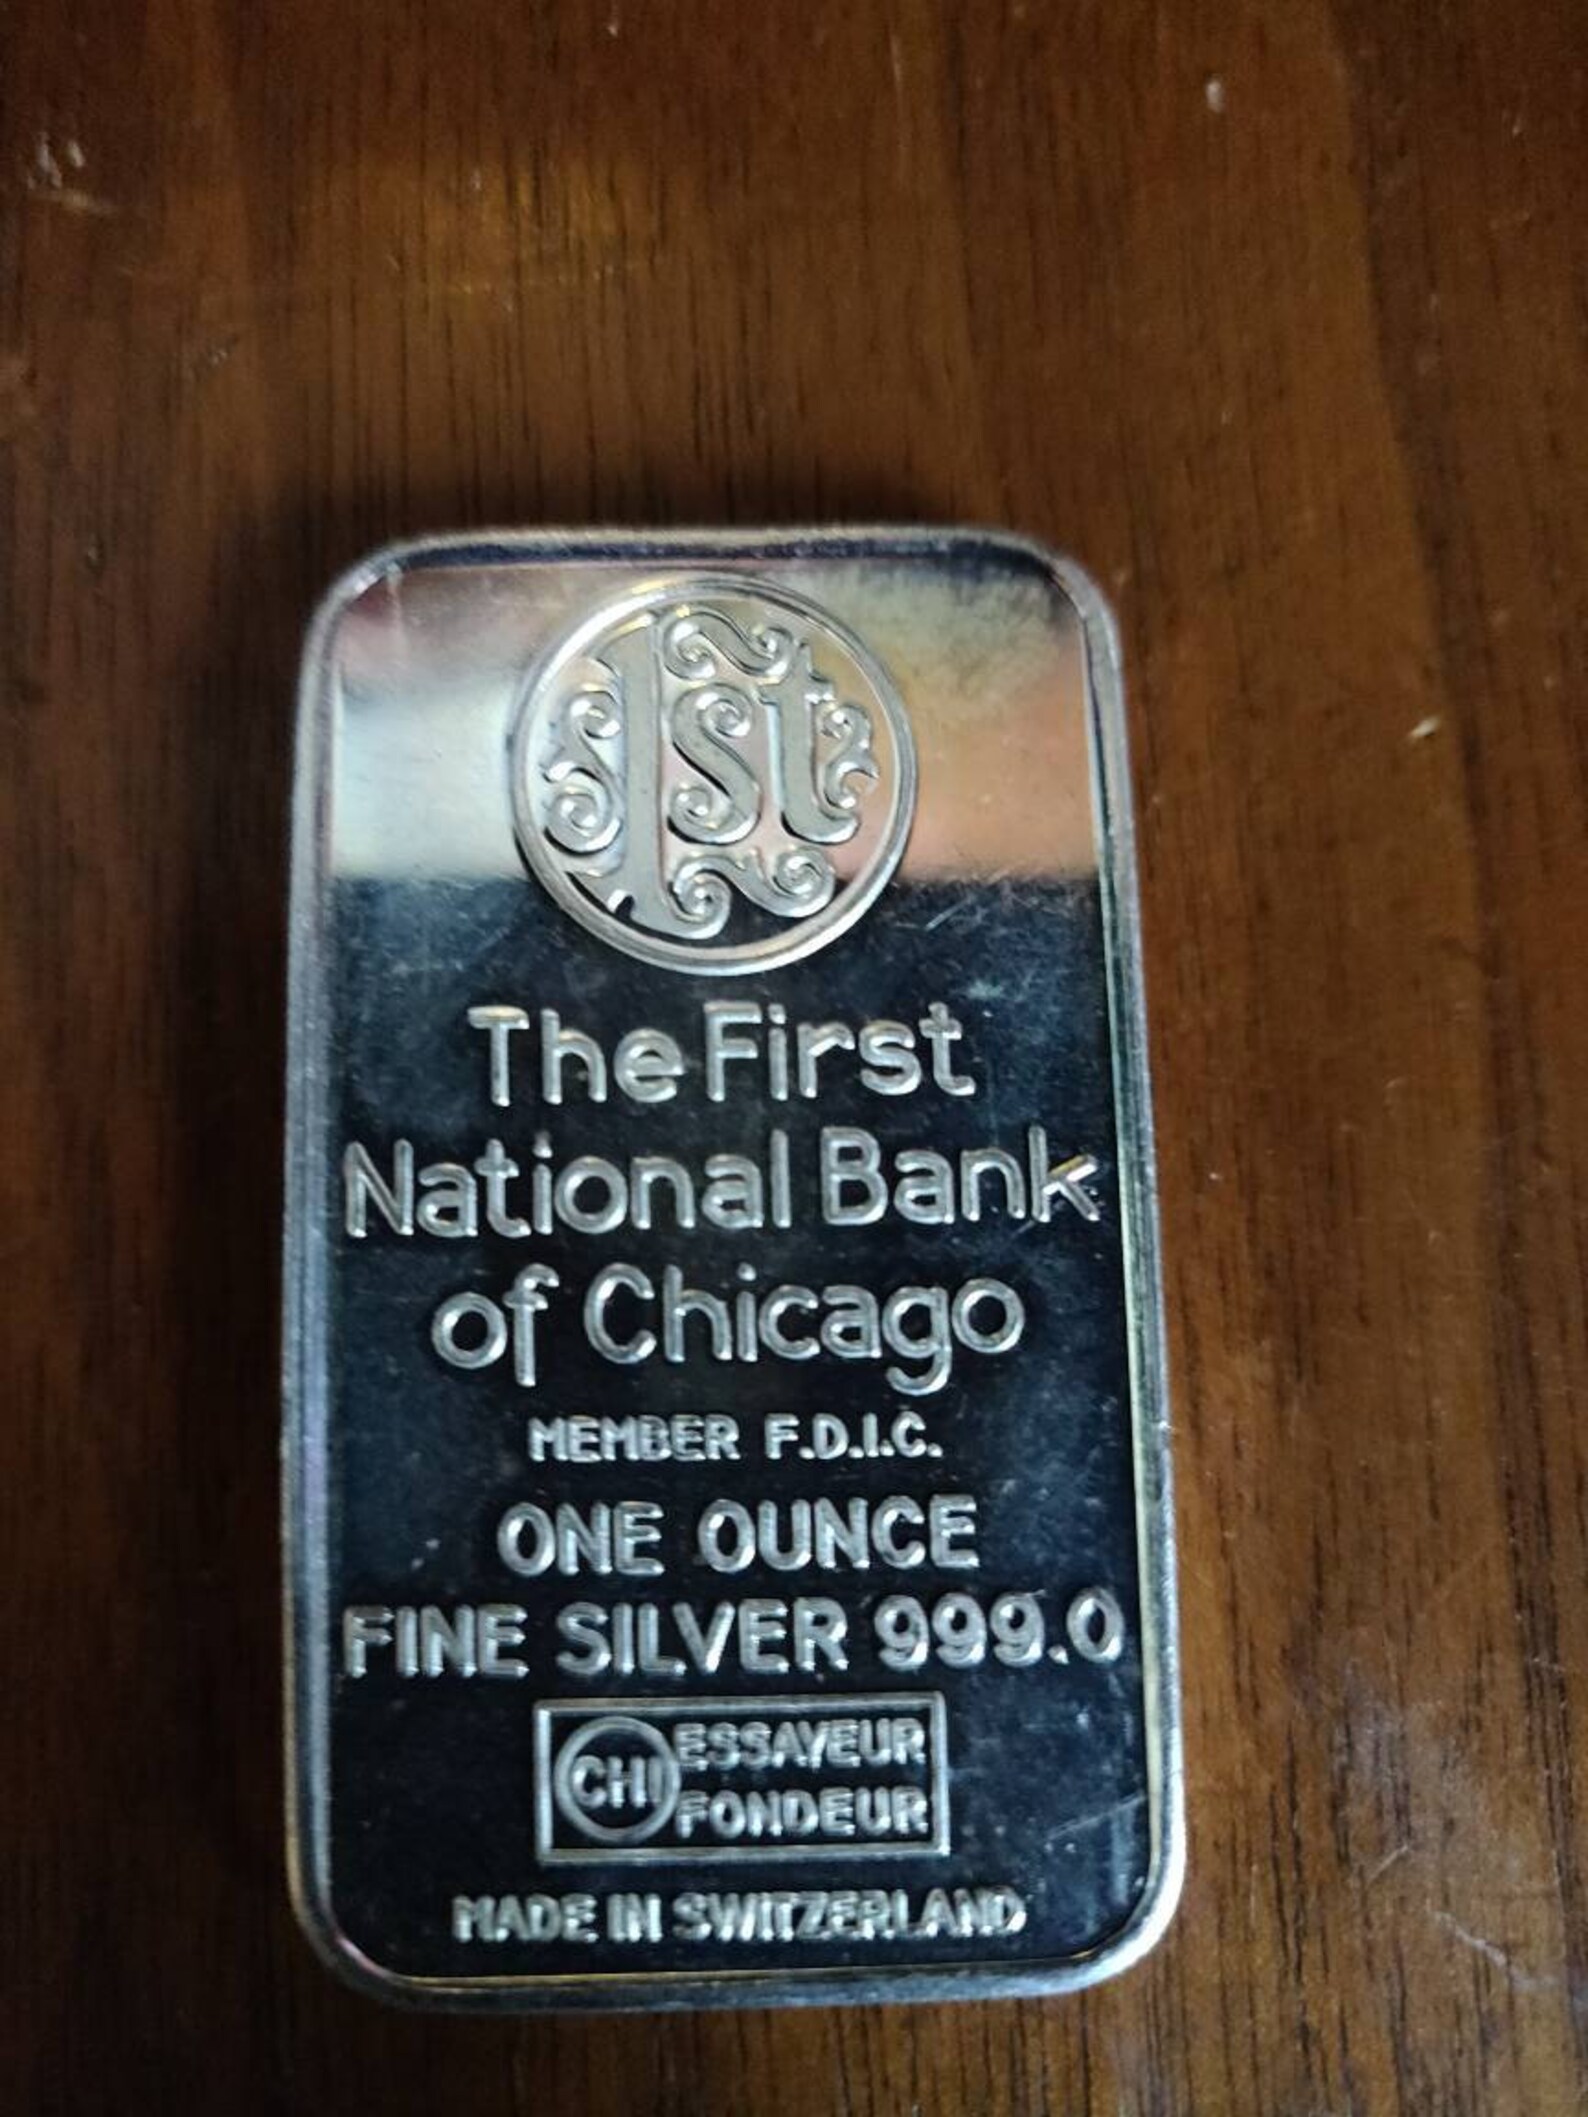 1st
The First
National Bank
of Chicago
MEMBER F.D.I.C.
ONE OUNCE
FINE SILVER 999.0
CHI ESSAYEUR
FONDEUR
MADE IN SWITZERLAND